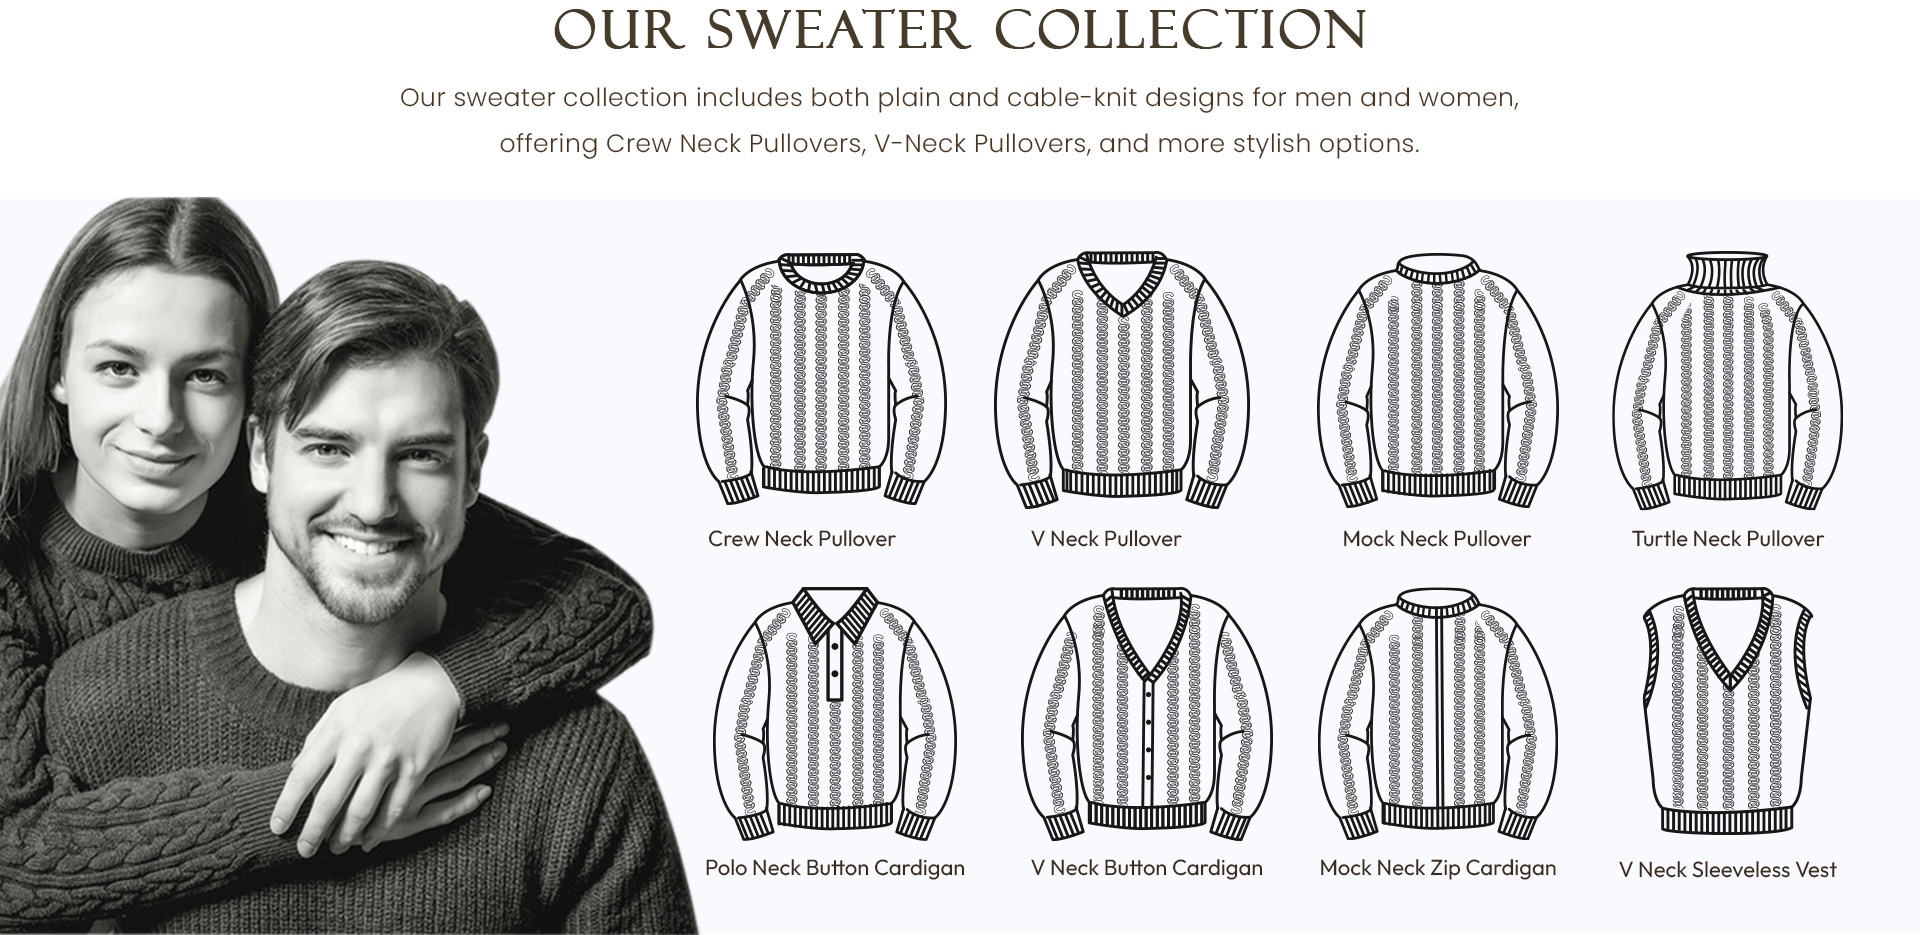 OUR SWEATER COLLECTION
Our sweater collection includes both plain and cable-knit designs for men and women,
offering Crew Neck Pullovers, V-Neck Pullovers, and more stylish options.
Crew Neck Pullover
V Neck Pullover
Mock Neck Pullover
Turtle Neck Pullover
Polo Neck Button Cardigan
V Neck Button Cardigan
Mock Neck Zip Cardigan
V Neck Sleeveless Vest